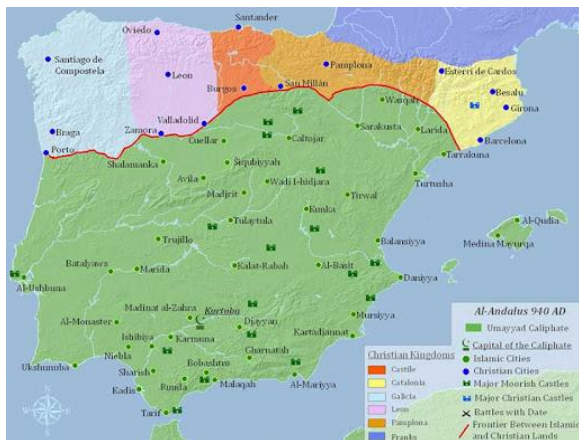 Santander
Oviedo
Santiago de
Compostela
Leon
Pamplona
Esterri de Cardos
Burgos
San Millán
Besalu
Girona
Warqah
Valladolid
Braga
Zamora
Cuellar
Caltojar
Sarakusta
Larida
Barcelona
Porto
Shalamanka
Siqubiyyah
Tarrakuna
Avila
Wadi l-hidjara
Turtusha
Madjrit
Kunka
Tirwal
Tulaytula
Al-Qudia
Trujillo
Balansiyya
Medina Mayurqa
Batalyaws
Marida
Kalat-Rabah
Al-Basit
Daniyya
Al-Ushbuna
Madinat al-Zahra
Kurtuba
Al-Monaster
Djayyan
Mursiyya
Ishbiliya
Karmuna
Kartadjannat
Niebla
Gharnatah
Ukshunuba
Sharish
Bobashtro
Runda
Malaqah
Al-Mariyya
Kadis
Tarif
Al-Andalus 940 AD
Umayyad Caliphate
Capital of the Caliphate
Islamic Cities
Christian Cities
Major Moorish Castles
Major Christian Castles
Battles with Date
Frontier Between Islamic
and Christian Lands
Christian Kingdoms
Castile
Catalonia
Galicia
Leon
Pamplona
Franks